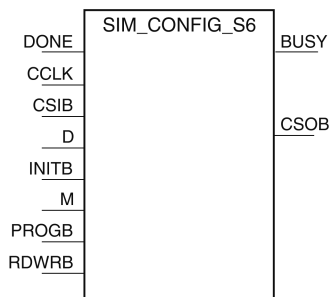 SIM_CONFIG_S6
DONE
BUSY
CCLK
CSIB
CSOB
D
INITB
M
PROGB
RDWRB